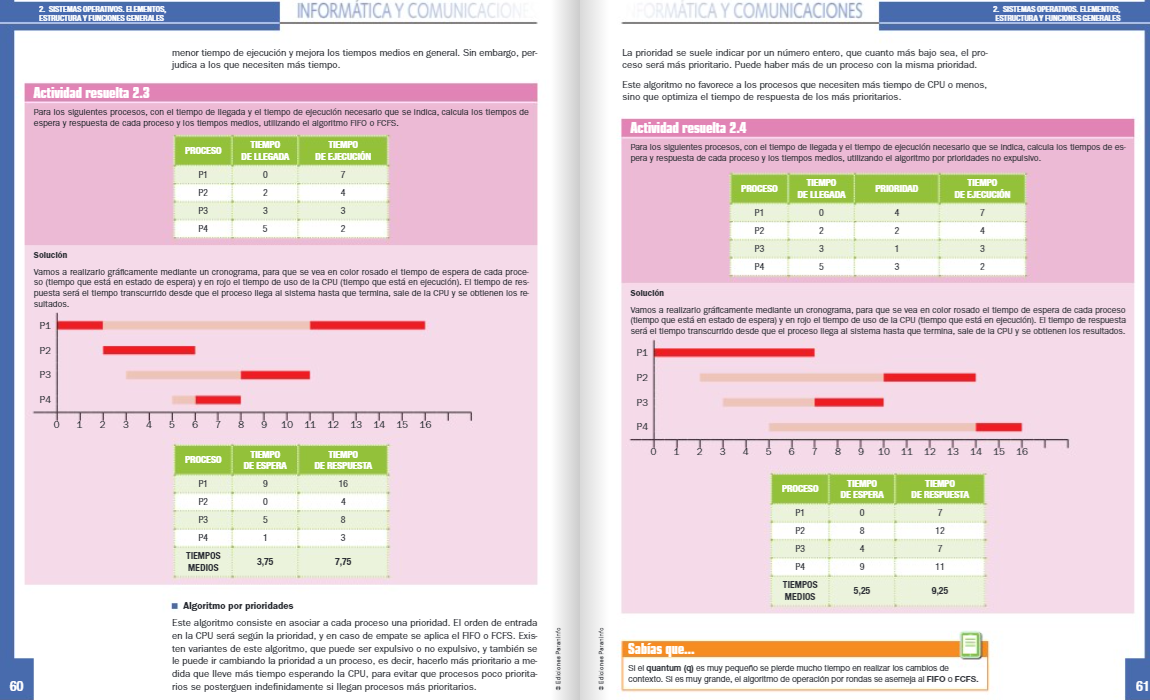 2. SISTEMAS OPERATIVOS. ELEMENTOS,
ESTRUCTURA Y FUNCIONES GENERALES
INFORMÁTICA Y COMUNICACIONE
menor tiempo de ejecución y mejora los tiempos medios en general. Sin embargo, per-
judica a los que necesiten más tiempo.
Actividad resuelta 2.3
Para los siguientes procesos, con el tiempo de llegada y el tiempo de ejecución necesario que se indica, calcula los tiempos de
espera y respuesta de cada proceso y los tiempos medios, utilizando el algoritmo FIFO o FCFS.
PROCESO TIEMPO DE LLEGADA TIEMPO DE EJECUCIÓN
P1 0 7
P2 2 4
P3 3 3
P4 5 2
Solución
Vamos a realizarlo gráficamente mediante un cronograma, para que se vea en color rosado el tiempo de espera de cada proce-
so (tiempo que está en estado de espera) y en rojo el tiempo de uso de la CPU (tiempo que está en ejecución). El tiempo de res-
puesta será el tiempo transcurrido desde que el proceso llega al sistema hasta que termina, sale de la CPU y se obtienen los re-
sultados.
P1
P2
P3
P4
0 1 2 3 4 5 6 7 8 9 10 11 12 13 14 15 16
PROCESO TIEMPO DE ESPERA TIEMPO DE RESPUESTA
P1 9 16
P2 0 4
P3 5 8
P4 1 3
TIEMPOS MEDIOS 3,75 7,75
Algoritmo por prioridades
Este algoritmo consiste en asociar a cada proceso una prioridad. El orden de entrada
en la CPU será según la prioridad, y en caso de empate se aplica el FIFO o FCFS. Exis-
ten variantes de este algoritmo, que puede ser expulsivo o no expulsivo, y también se
le puede ir cambiando la prioridad a un proceso, es decir, hacerlo más prioritario a me-
dida que lleve más tiempo esperando la CPU, para evitar que procesos poco priorita-
rios se posterguen indefinidamente si llegan procesos más prioritarios.
60
© Ediciones Paraninfo
EORMÁTICA Y COMUNICACIONES
2. SISTEMAS OPERATIVOS. ELEMENTOS,
ESTRUCTURA Y FUNCIONES GENERALES
La prioridad se suele indicar por un número entero, que cuanto más bajo sea, el pro-
ceso será más prioritario. Puede haber más de un proceso con la misma prioridad.
Este algoritmo no favorece a los procesos que necesiten más tiempo de CPU o menos,
sino que optimiza el tiempo de respuesta de los más prioritarios.
Actividad resuelta 2.4
Para los siguientes procesos, con el tiempo de llegada y el tiempo de ejecución necesario que se indica, calcula los tiempos de es-
pera y respuesta de cada proceso y los tiempos medios, utilizando el algoritmo por prioridades no expulsivo.
PROCESO TIEMPO DE LLEGADA PRIORIDAD TIEMPO DE EJECUCIÓN
P1 0 4 7
P2 2 2 4
P3 3 1 3
P4 5 3 2
Solución
Vamos a realizarlo gráficamente mediante un cronograma, para que se vea en color rosado el tiempo de espera de cada proceso
(tiempo que está en estado de espera) y en rojo el tiempo de uso de la CPU (tiempo que está en ejecución). El tiempo de respuesta
será el tiempo transcurrido desde que el proceso llega al sistema hasta que termina, sale de la CPU y se obtienen los resultados.
P1
P2
P3
P4
0 1 2 3 4 5 6 7 8 9 10 11 12 13 14 15 16
PROCESO TIEMPO DE ESPERA TIEMPO DE RESPUESTA
P1 0 7
P2 8 12
P3 4 7
P4 9 11
TIEMPOS MEDIOS 5,25 9,25
Sabías que...
Si el quantum (q) es muy pequeño se pierde mucho tiempo en realizar los cambios de
contexto. Si es muy grande, el algoritmo de operación por rondas se asemeja al FIFO o FCFS.
© Ediciones Paraninfo
61